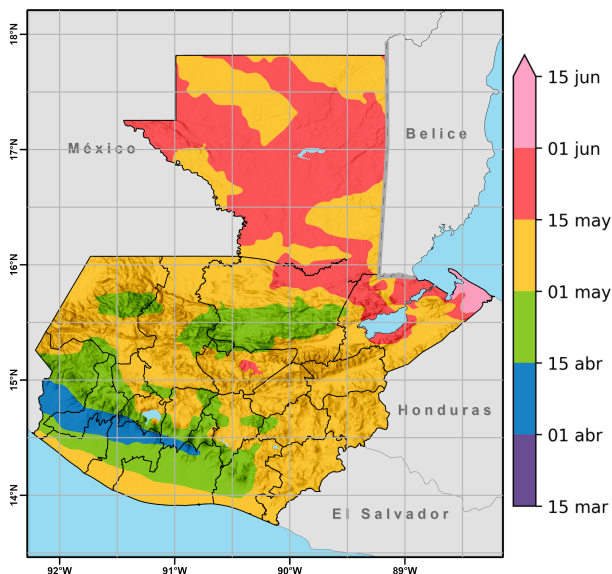 18°N
17°N
16°N
15°N
14°N
92°W
91°W
90°W
89°W
México
Belice
Honduras
El Salvador
15 jun
01 jun
15 may
01 may
15 abr
01 abr
15 mar